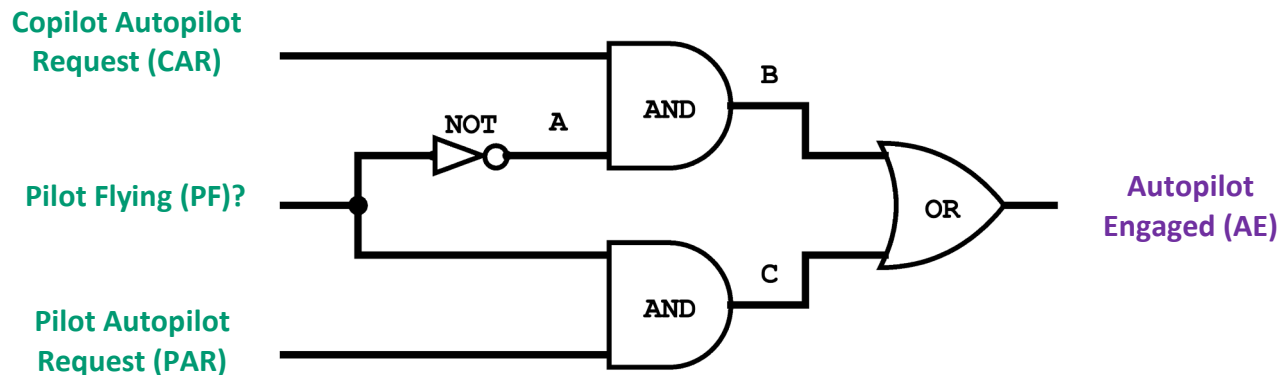 Copilot Autopilot
Request (CAR)
B
AND
NOT
A
Pilot Flying (PF)?
OR
Autopilot
Engaged (AE)
C
AND
Pilot Autopilot
Request (PAR)